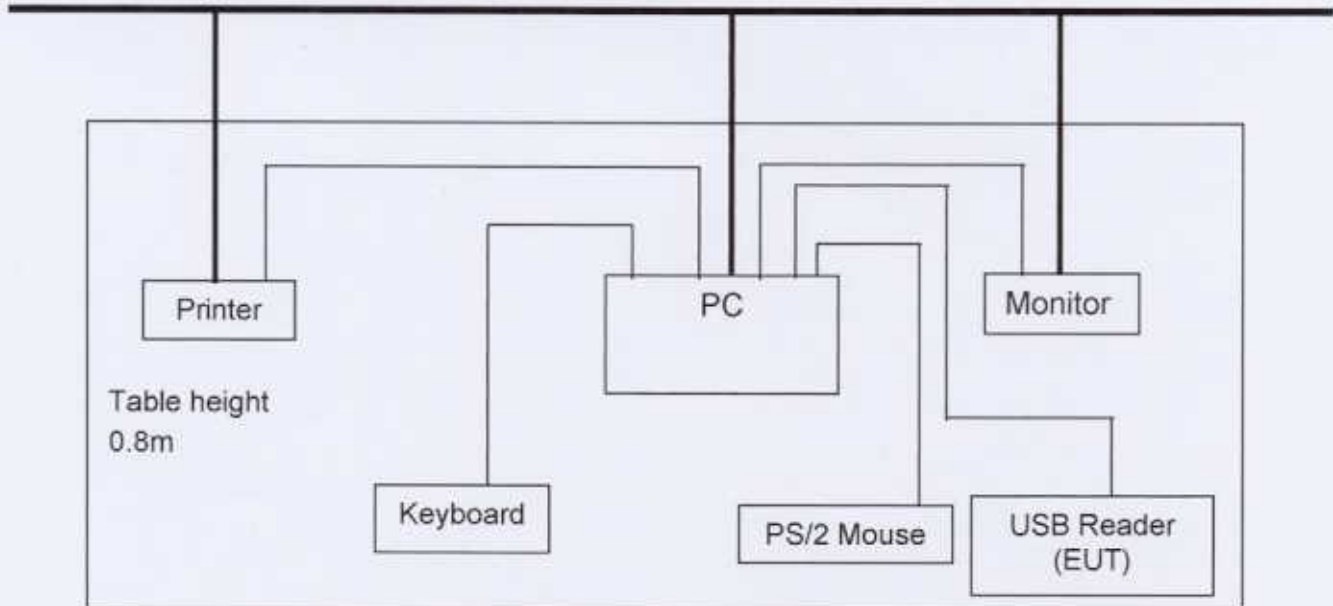 Printer
PC
Monitor
Table height
0.8m
Keyboard
PS/2 Mouse
USB Reader
(EUT)